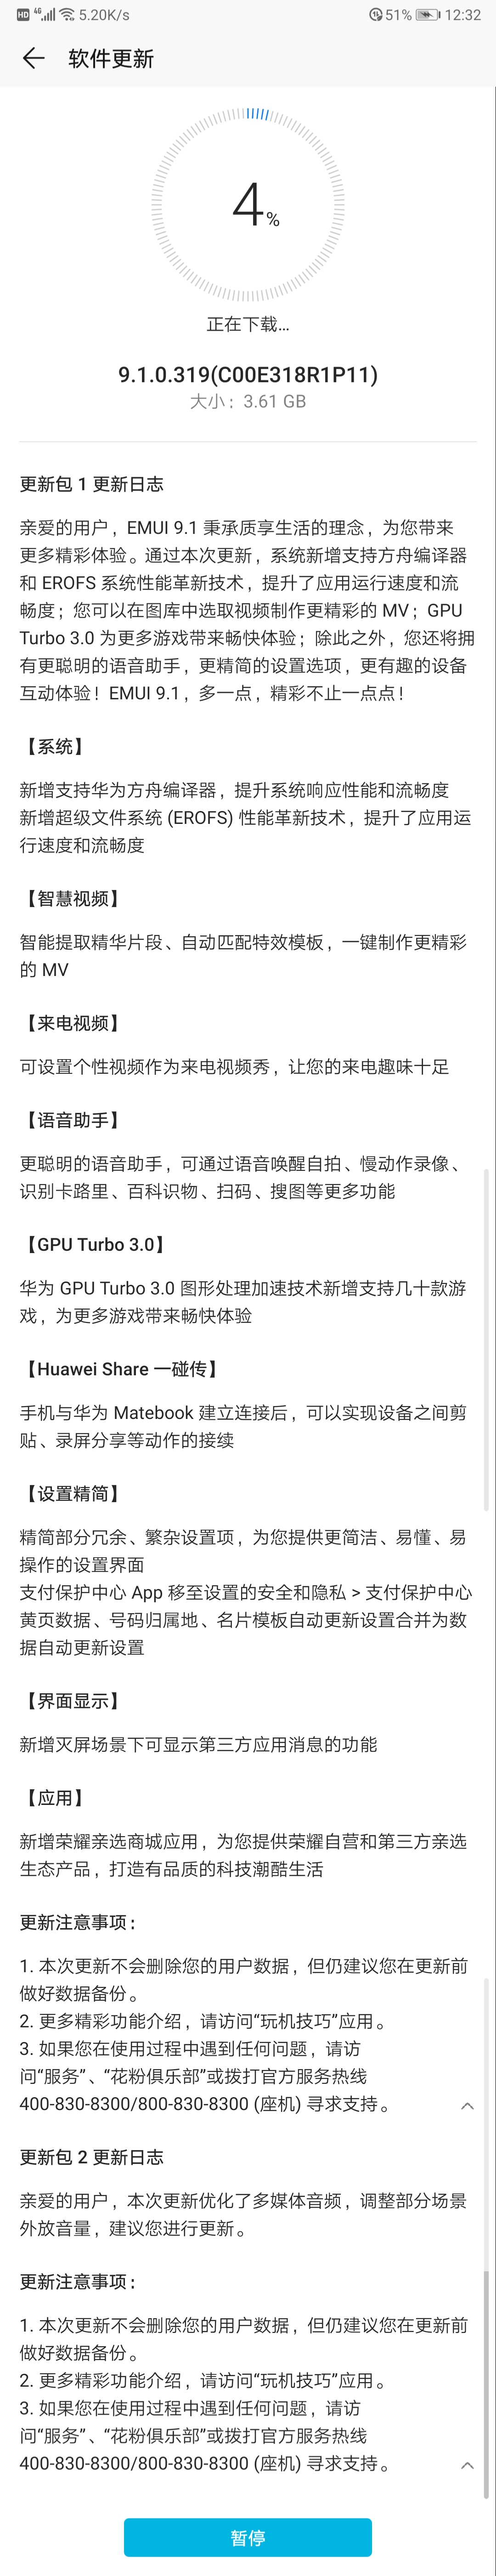 HD 4G 5.20K/s 51% 12:32
软件更新
4%
正在下载...
9.1.0.319(C00E318R1P11)
大小：3.61 GB
更新包 1 更新日志
亲爱的用户，EMUI 9.1 秉承质享生活的理念，为您带来
更多精彩体验。通过本次更新，系统新增支持方舟编译器
和 EROFS 系统性能革新技术，提升了应用运行速度和流
畅度；您可以在图库中选取视频制作更精彩的 MV；GPU
Turbo 3.0 为更多游戏带来畅快体验；除此之外，您还将拥
有更聪明的语音助手，更精简的设置选项，更有趣的设备
互动体验！EMUI 9.1，多一点，精彩不止一点点！
【系统】
新增支持华为方舟编译器，提升系统响应性能和流畅度
新增超级文件系统 (EROFS) 性能革新技术，提升了应用运
行速度和流畅度
【智慧视频】
智能提取精华片段、自动匹配特效模板，一键制作更精彩
的 MV
【来电视频】
可设置个性视频作为来电视频秀，让您的来电趣味十足
【语音助手】
更聪明的语音助手，可通过语音唤醒自拍、慢动作录像、
识别卡路里、百科识物、扫码、搜图等更多功能
【GPU Turbo 3.0】
华为 GPU Turbo 3.0 图形处理加速技术新增支持几十款游
戏，为更多游戏带来畅快体验
【Huawei Share 一碰传】
手机与华为 Matebook 建立连接后，可以实现设备之间剪
贴、录屏分享等动作的接续
【设置精简】
精简部分冗余、繁杂设置项，为您提供更简洁、易懂、易
操作的设置界面
支付保护中心 App 移至设置的安全和隐私 > 支付保护中心
黄页数据、号码归属地、名片模板自动更新设置合并为数
据自动更新设置
【界面显示】
新增灭屏场景下可显示第三方应用消息的功能
【应用】
新增荣耀亲选商城应用，为您提供荣耀自营和第三方亲选
生态产品，打造有品质的科技潮酷生活
更新注意事项：
1. 本次更新不会删除您的用户数据，但仍建议您在更新前
做好数据备份。
2. 更多精彩功能介绍，请访问“玩机技巧”应用。
3. 如果您在使用过程中遇到任何问题，请访
问“服务”、“花粉俱乐部”或拨打官方服务热线
400-830-8300/800-830-8300 (座机) 寻求支持。
更新包 2 更新日志
亲爱的用户，本次更新优化了多媒体音频，调整部分场景
外放音量，建议您进行更新。
更新注意事项：
1. 本次更新不会删除您的用户数据，但仍建议您在更新前
做好数据备份。
2. 更多精彩功能介绍，请访问“玩机技巧”应用。
3. 如果您在使用过程中遇到任何问题，请访
问“服务”、“花粉俱乐部”或拨打官方服务热线
400-830-8300/800-830-8300 (座机) 寻求支持。
暂停